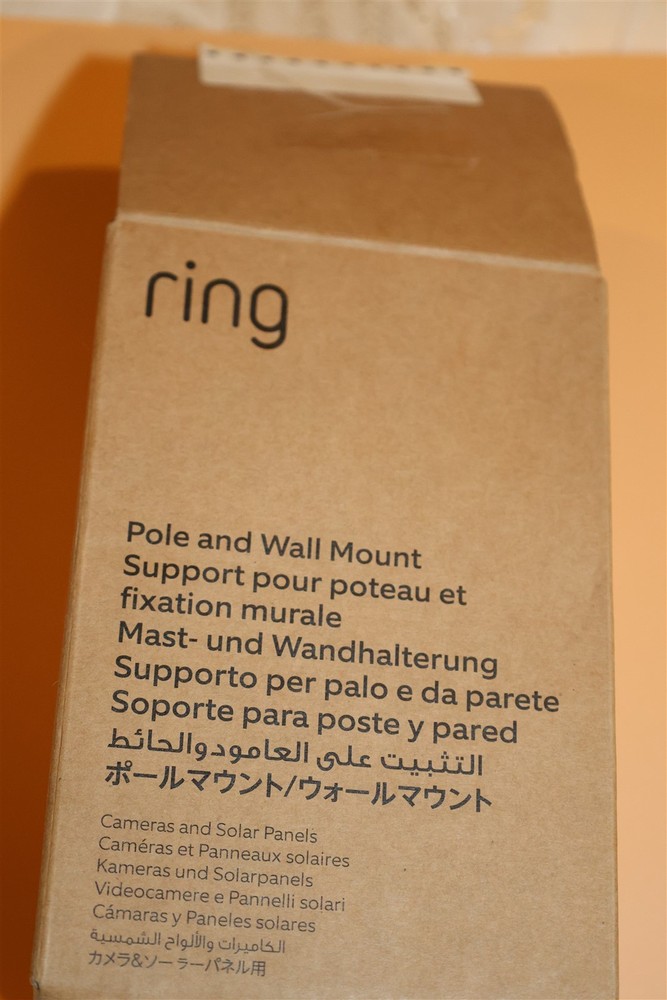 ring
Pole and Wall Mount
Support pour poteau et
fixation murale
Mast- und Wandhalterung
Supporto per palo e da parete
Soporte para poste y pared
التثبيت على العامود والحائط
ポールマウント/ウォールマウント
Cameras and Solar Panels
Caméras et Panneaux solaires
Kameras und Solarpanels
Videocamere e Pannelli solari
Cámaras y Paneles solares
الكاميرات والألواح الشمسية
カメラ&ソーラーパネル用